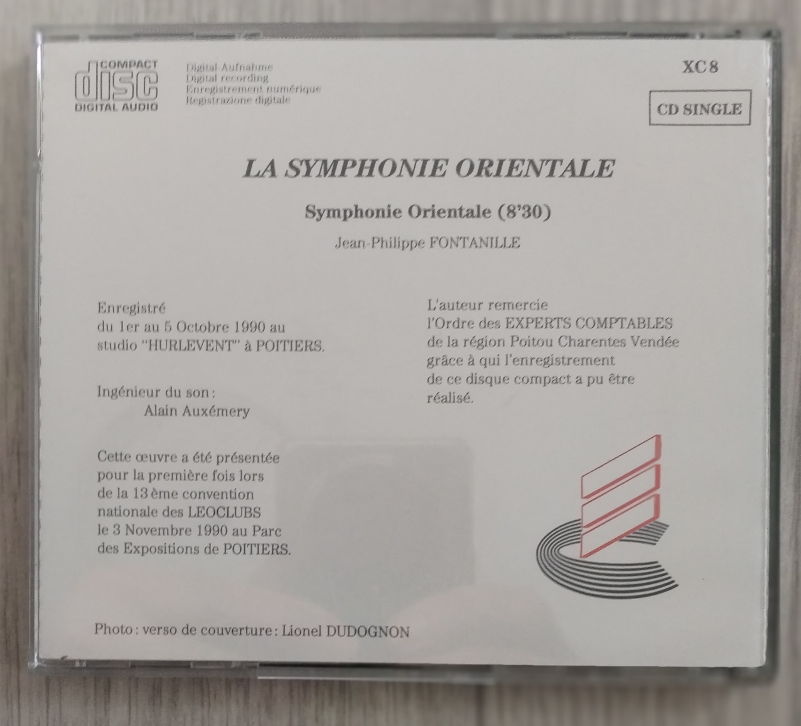 COMPACT
disc
DIGITAL AUDIO
Digital-Aufnahme
Digital recording
Enregistrement numérique
Registrazione digitale
XC 8
CD SINGLE
LA SYMPHONIE ORIENTALE
Symphonie Orientale (8'30)
Jean-Philippe FONTANILLE
Enregistré
du 1er au 5 Octobre 1990 au
studio "HURLEVENT" à POITIERS.
Ingénieur du son :
Alain Auxémery
Cette œuvre a été présentée
pour la première fois lors
de la 13ème convention
nationale des LEOCLUBS
le 3 Novembre 1990 au Parc
des Expositions de POITIERS.
L'auteur remercie
l'Ordre des EXPERTS COMPTABLES
de la région Poitou Charentes Vendée
grâce à qui l'enregistrement
de ce disque compact a pu être
réalisé.
Photo : verso de couverture : Lionel DUDOGNON